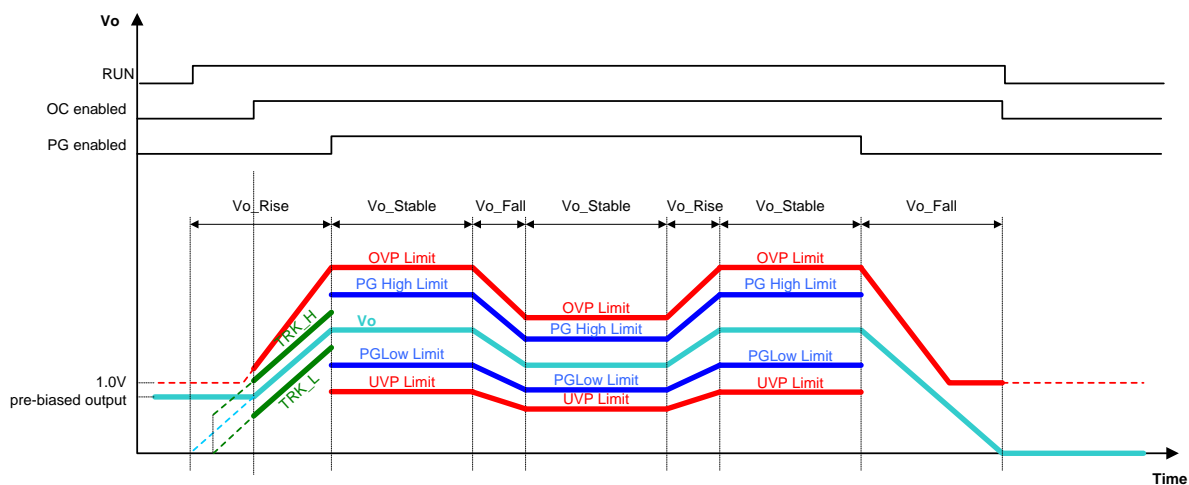 Vo
RUN
OC enabled
PG enabled
Vo_Rise Vo_Stable Vo_Fall Vo_Stable Vo_Rise Vo_Stable Vo_Fall
OVP Limit OVP Limit
PG High Limit PG High Limit
OVP Limit
TRK_H Vo
PG High Limit
PGLow Limit PGLow Limit
1.0V
PGLow Limit
UVP Limit UVP Limit
TRK_L
pre-biased output
UVP Limit
Time